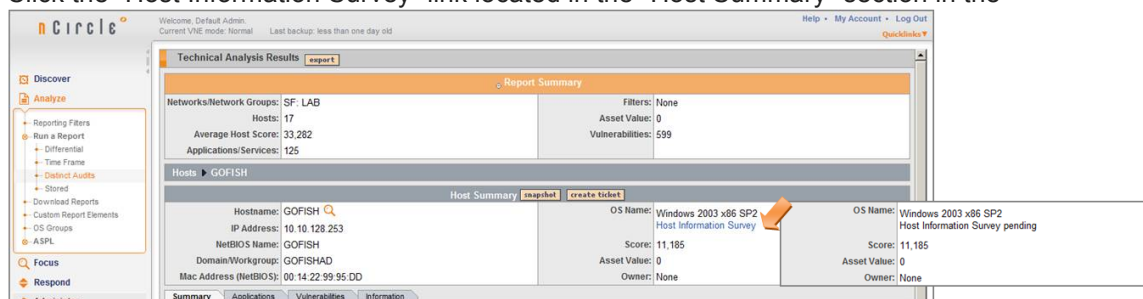 Click the "Host Information Survey" link located in the "Host Summary" section in the
nCircle
Welcome, Default Admin.
Current VNE mode: Normal Last backup: less than one day old
Help • My Account • Log Out
Quicklinks
Technical Analysis Results export
Report Summary
Networks/Network Groups: SF: LAB Filters: None
Hosts: 17 Asset Value: 0
Average Host Score: 33,282 Vulnerabilities: 599
Applications/Services: 125
Hosts GOFISH
Host Summary snapshot create ticket
Hostname: GOFISH OS Name: Windows 2003 x86 SP2
IP Address: 10.10.128.253 Host Information Survey
NetBIOS Name: GOFISH Score: 11,185
Domain/Workgroup: GOFISHAD Asset Value: 0
Mac Address (NetBIOS): 00:14:22:99:95:DD Owner: None
OS Name: Windows 2003 x86 SP2
Host Information Survey pending
Score: 11,185
Asset Value: 0
Owner: None
Summary Applications Vulnerabilities Information
Discover
Analyze
Reporting Filters
Run a Report
Differential
Time Frame
Distinct Audits
Stored
Download Reports
Custom Report Elements
OS Groups
ASPL
Focus
Respond